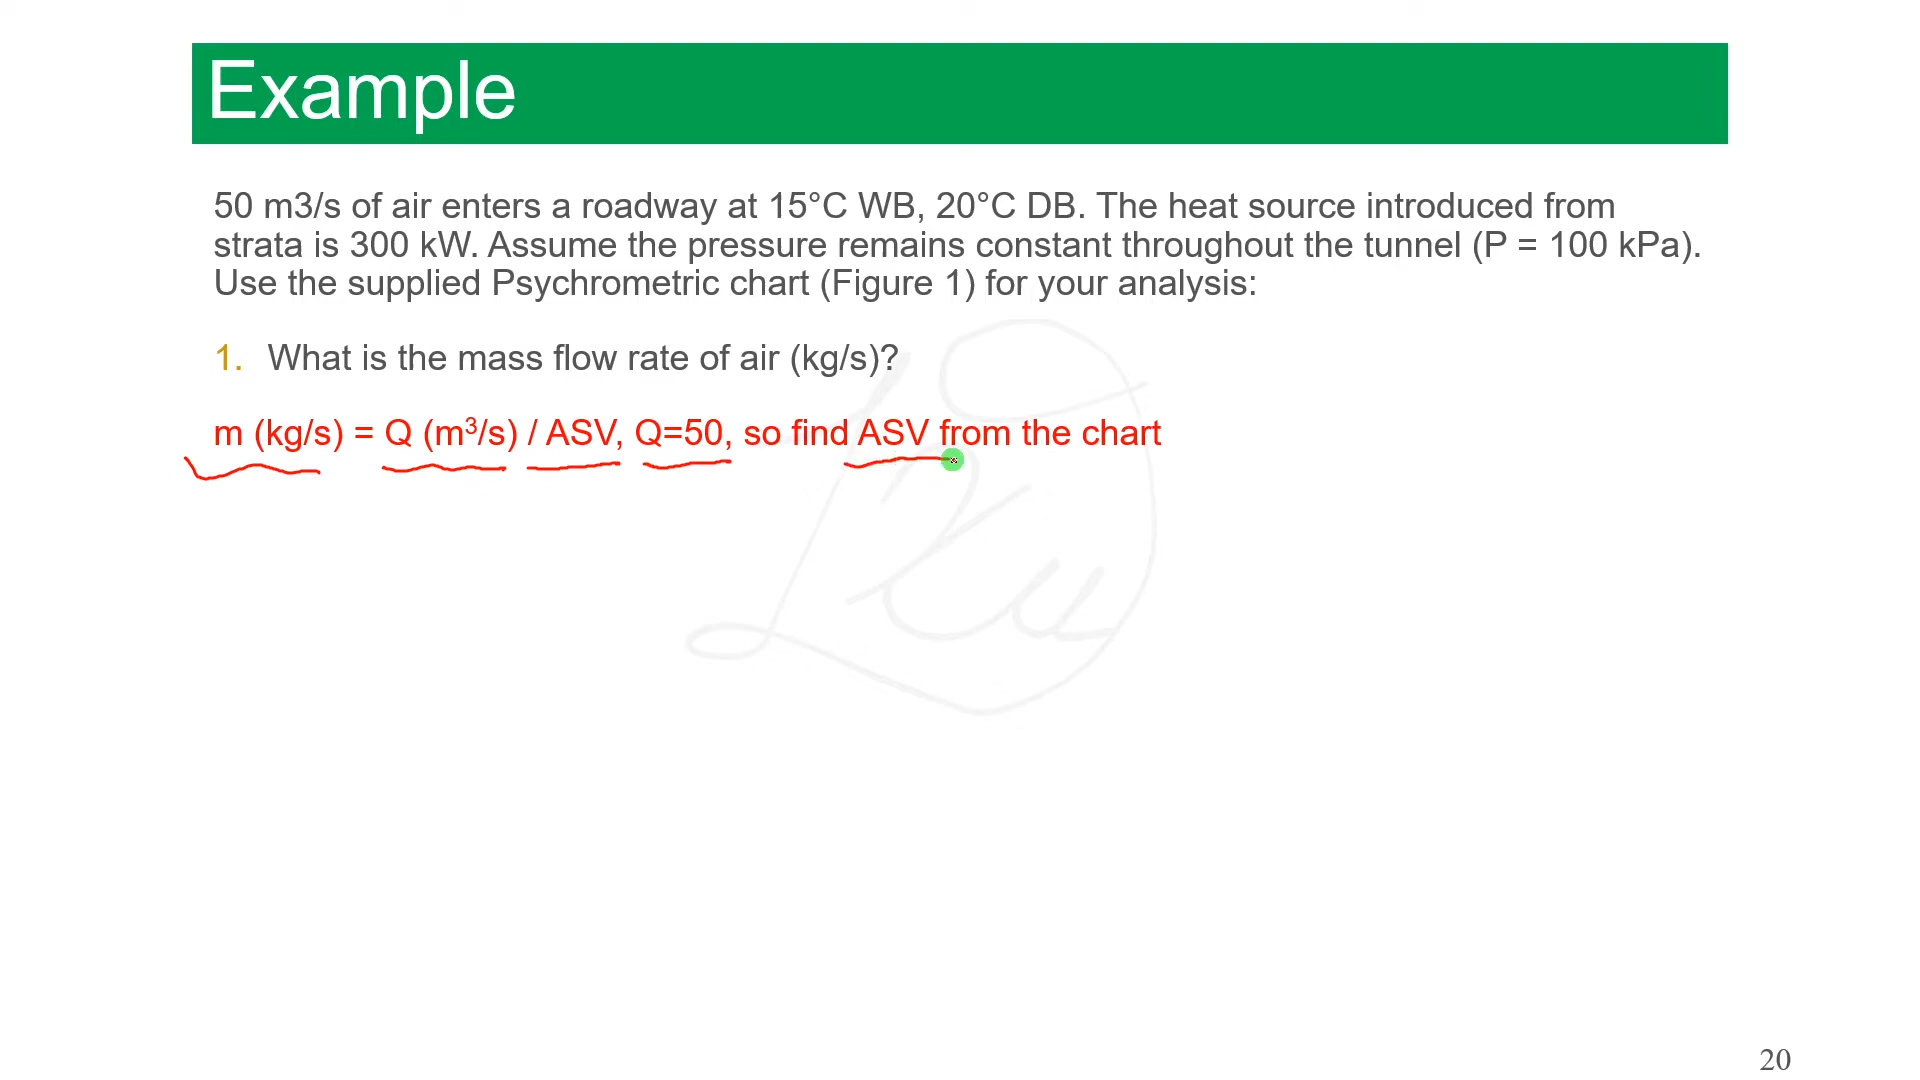 Example
50 m3/s of air enters a roadway at 15°C WB, 20°C DB. The heat source introduced from
strata is 300 kW. Assume the pressure remains constant throughout the tunnel (P = 100 kPa).
Use the supplied Psychrometric chart (Figure 1) for your analysis:
1. What is the mass flow rate of air (kg/s)?
m (kg/s) = Q (m³/s) / ASV, Q=50, so find ASV from the chart
20